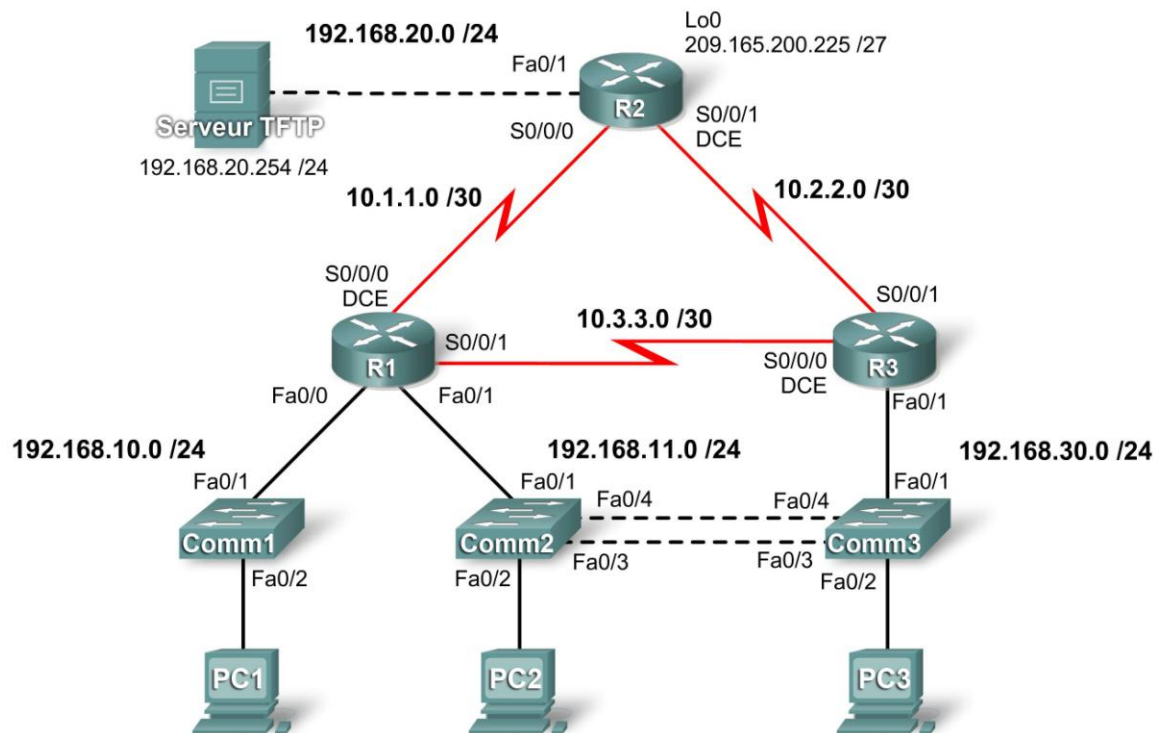 192.168.20.0 /24
Lo0
209.165.200.225 /27
Fa0/1
R2
Serveur TFTP
192.168.20.254 /24
S0/0/0
S0/0/1
DCE
10.1.1.0 /30
10.2.2.0 /30
S0/0/0
DCE
R1
S0/0/1
10.3.3.0 /30
S0/0/1
S0/0/0
DCE
R3
Fa0/0
Fa0/1
Fa0/1
192.168.10.0 /24
192.168.11.0 /24
192.168.30.0 /24
Fa0/1
Fa0/1
Fa0/4
Fa0/4
Fa0/1
Comm1
Comm2
Comm3
Fa0/3
Fa0/3
Fa0/2
Fa0/2
Fa0/2
PC1
PC2
PC3